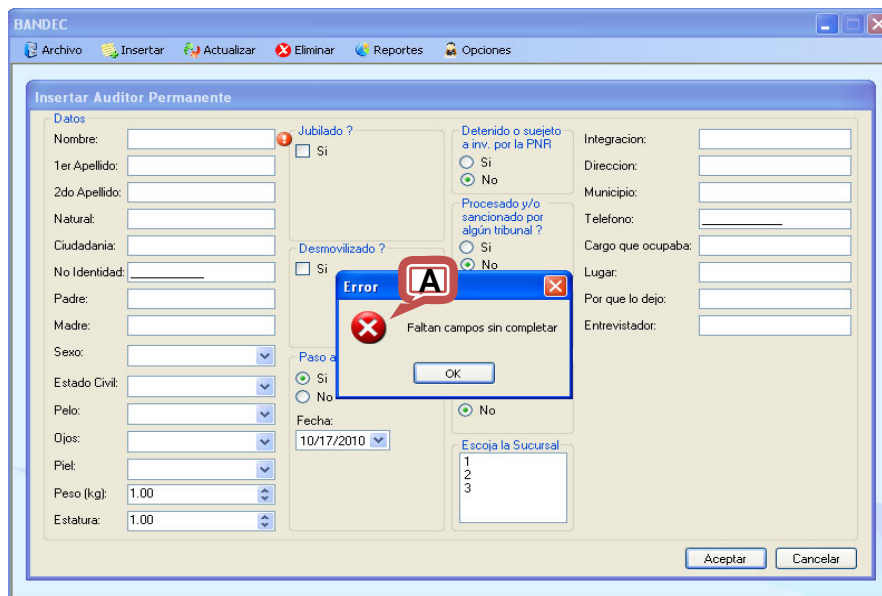 BANDEC
Archivo Insertar Actualizar Eliminar Reportes Opciones
Insertar Auditor Permanente
Datos
Nombre:
1er Apellido:
2do Apellido:
Natural:
Ciudadania:
No Identidad:
Padre:
Madre:
Sexo:
Estado Civil:
Pelo:
Ojos:
Piel:
Peso (kg): 1.00
Estatura: 1.00
Jubilado ?
Si
Desmovilizado ?
Si
Paso a
Si
No
Fecha:
10/17/2010
Detenido o suejeto
a inv. por la PNR
Si
No
Procesado y/o
sancionado por
algún tribunal ?
Si
No
No
Escoja la Sucursal
1
2
3
Integracion:
Direccion:
Municipio:
Telefono:
Cargo que ocupaba:
Lugar:
Por que lo dejo:
Entrevistador:
Error
A
Faltan campos sin completar
OK
Aceptar Cancelar